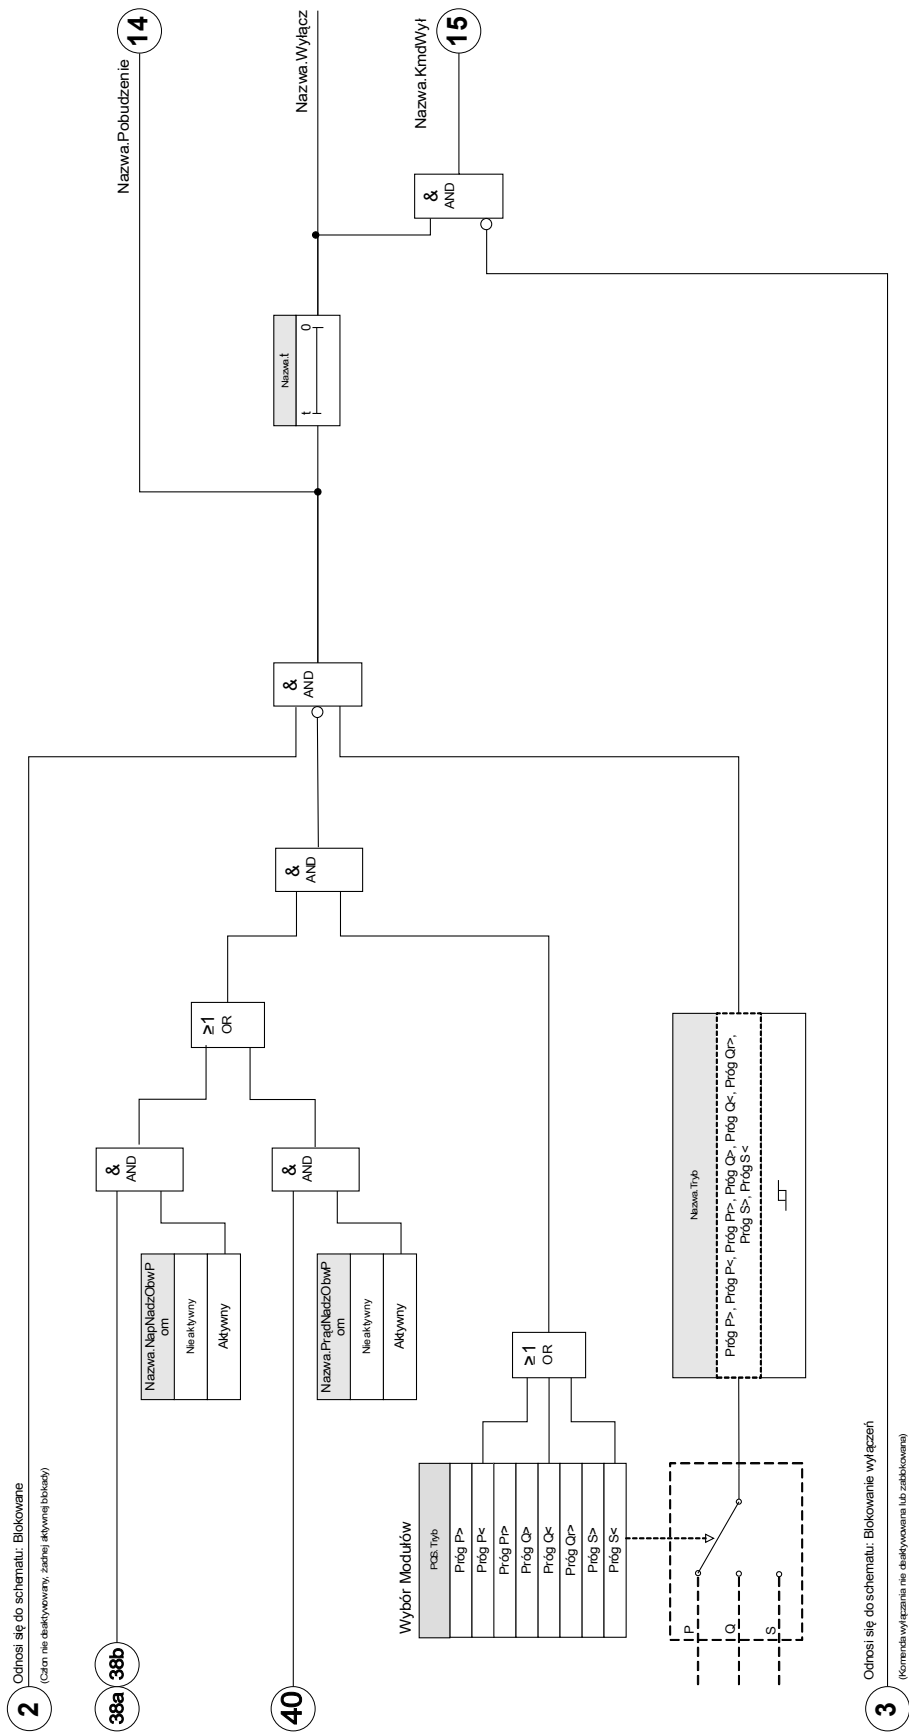 2
Odnosi się do schematu: Blokowane
(Człon nie deaktywowany, żadnej aktywnej blokady)
38a
38b
40
Nazwa.NapNadzObwP
om
Nieaktywny
Aktywny
&
AND
Nazwa.PrądNadzObwP
om
Nieaktywny
Aktywny
&
AND
≥1
OR
Wybór Modułów
PQS.Tryb
Próg P>
Próg P<
Próg Pr>
Próg Q>
Próg Q<
Próg Qr>
Próg S>
Próg S<
≥1
OR
&
AND
P
Q
S
Nazwa.Tryb
Próg P>, Próg P<, Próg Pr>, Próg Q>, Próg Q<, Próg Qr>,
Próg S>, Próg S<
&
AND
Nazwa.t
t
0
Nazwa.Pobudzenie
14
Nazwa.Wyłącz
&
AND
Nazwa.KmdWył
15
3
Odnosi się do schematu: Blokowanie wyłączeń
(Komenda wyłączania nie deaktywowana lub zablokowana)